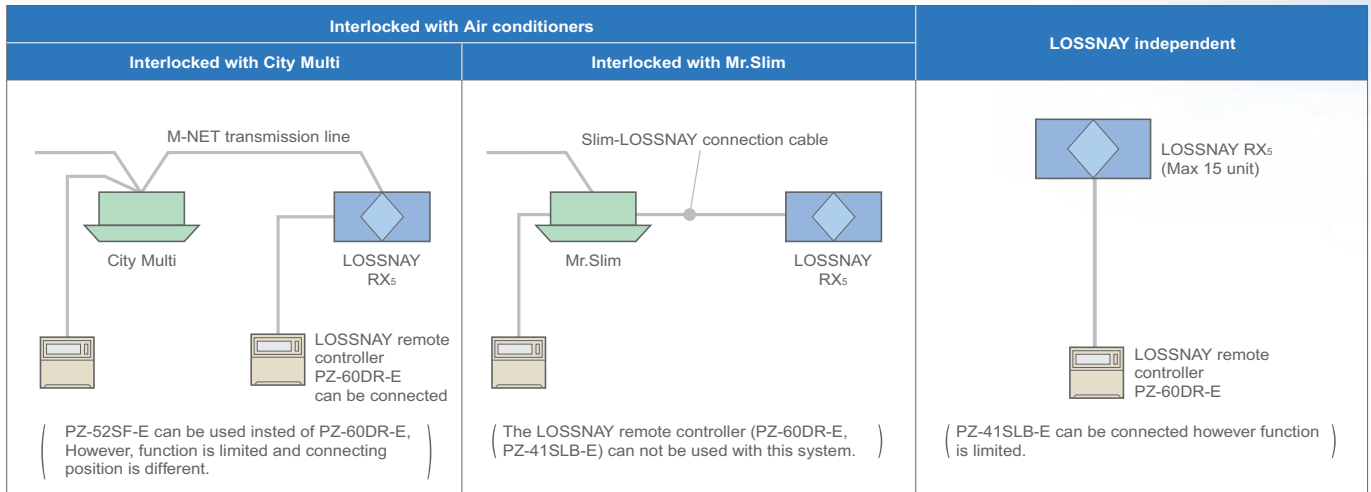 Interlocked with Air conditioners
LOSSNAY independent
Interlocked with City Multi
Interlocked with Mr.Slim
M-NET transmission line
City Multi
LOSSNAY
RX₅
LOSSNAY remote
controller
PZ-60DR-E
can be connected
PZ-52SF-E can be used insted of PZ-60DR-E,
However, function is limited and connecting
position is different.
Slim-LOSSNAY connection cable
Mr.Slim
LOSSNAY
RX₅
The LOSSNAY remote controller (PZ-60DR-E,
PZ-41SLB-E) can not be used with this system.
LOSSNAY RX₅
(Max 15 unit)
LOSSNAY remote
controller
PZ-60DR-E
PZ-41SLB-E can be connected however function
is limited.